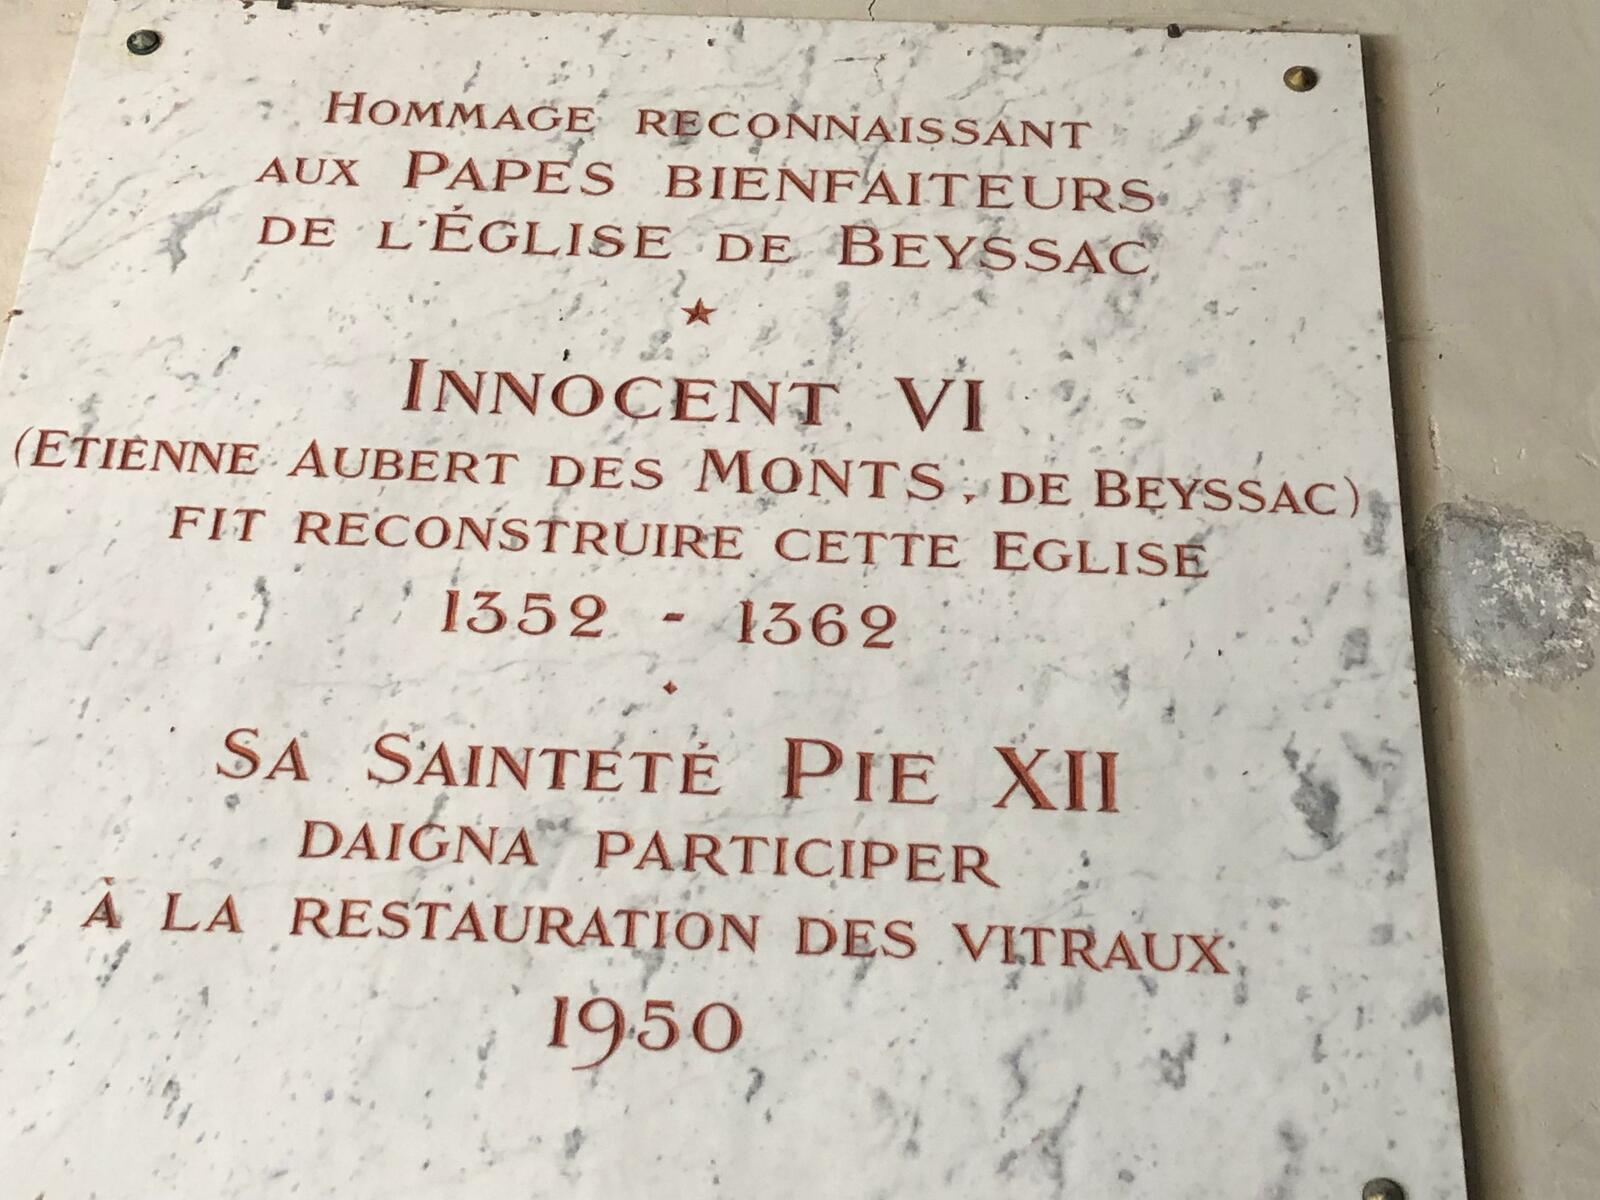 HOMMAGE RECONNAISSANT
AUX PAPES BIENFAITEURS
DE L'ÉGLISE DE BEYSSAC
INNOCENT VI
(ETIENNE AUBERT DES MONTS, DE BEYSSAC)
FIT RECONSTRUIRE CETTE EGLISE
1352 - 1362
SA SAINTETÉ PIE XII
DAIGNA PARTICIPER
À LA RESTAURATION DES VITRAUX
1950